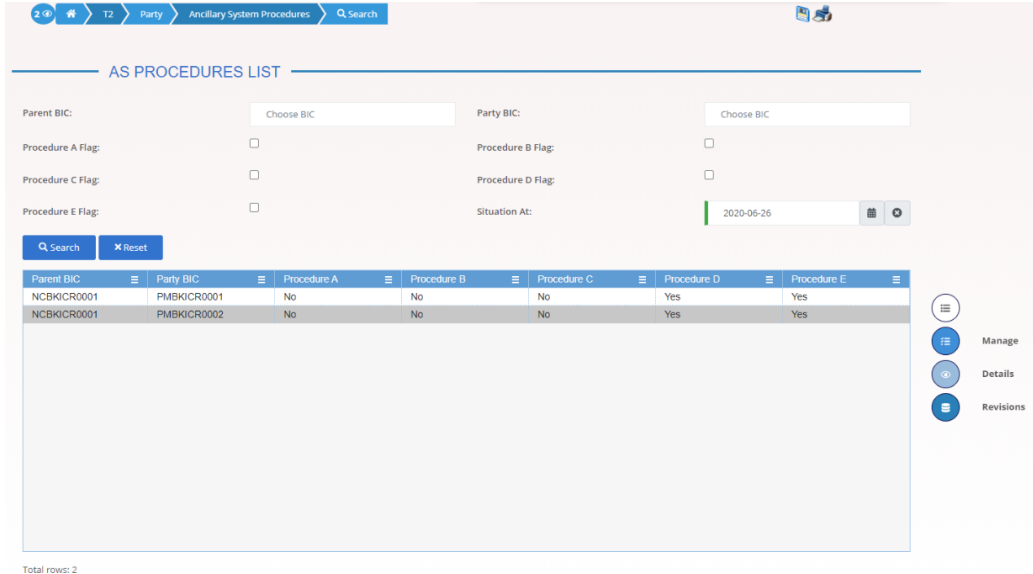 2 T2 Party Ancillary System Procedures Search
AS PROCEDURES LIST
Parent BIC: Choose BIC Party BIC: Choose BIC
Procedure A Flag: Procedure B Flag:
Procedure C Flag: Procedure D Flag:
Procedure E Flag: Situation At: 2020-06-26
Search Reset
Parent BIC Party BIC Procedure A Procedure B Procedure C Procedure D Procedure E
NCBKICR0001 PMBKICR0001 No No No Yes Yes
NCBKICR0001 PMBKICR0002 No No No Yes Yes
Manage
Details
Revisions
Total rows: 2